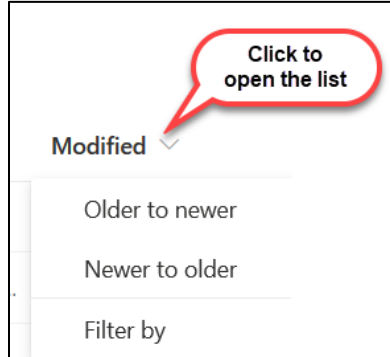 Click to
open the list
Modified
Older to newer
Newer to older
Filter by